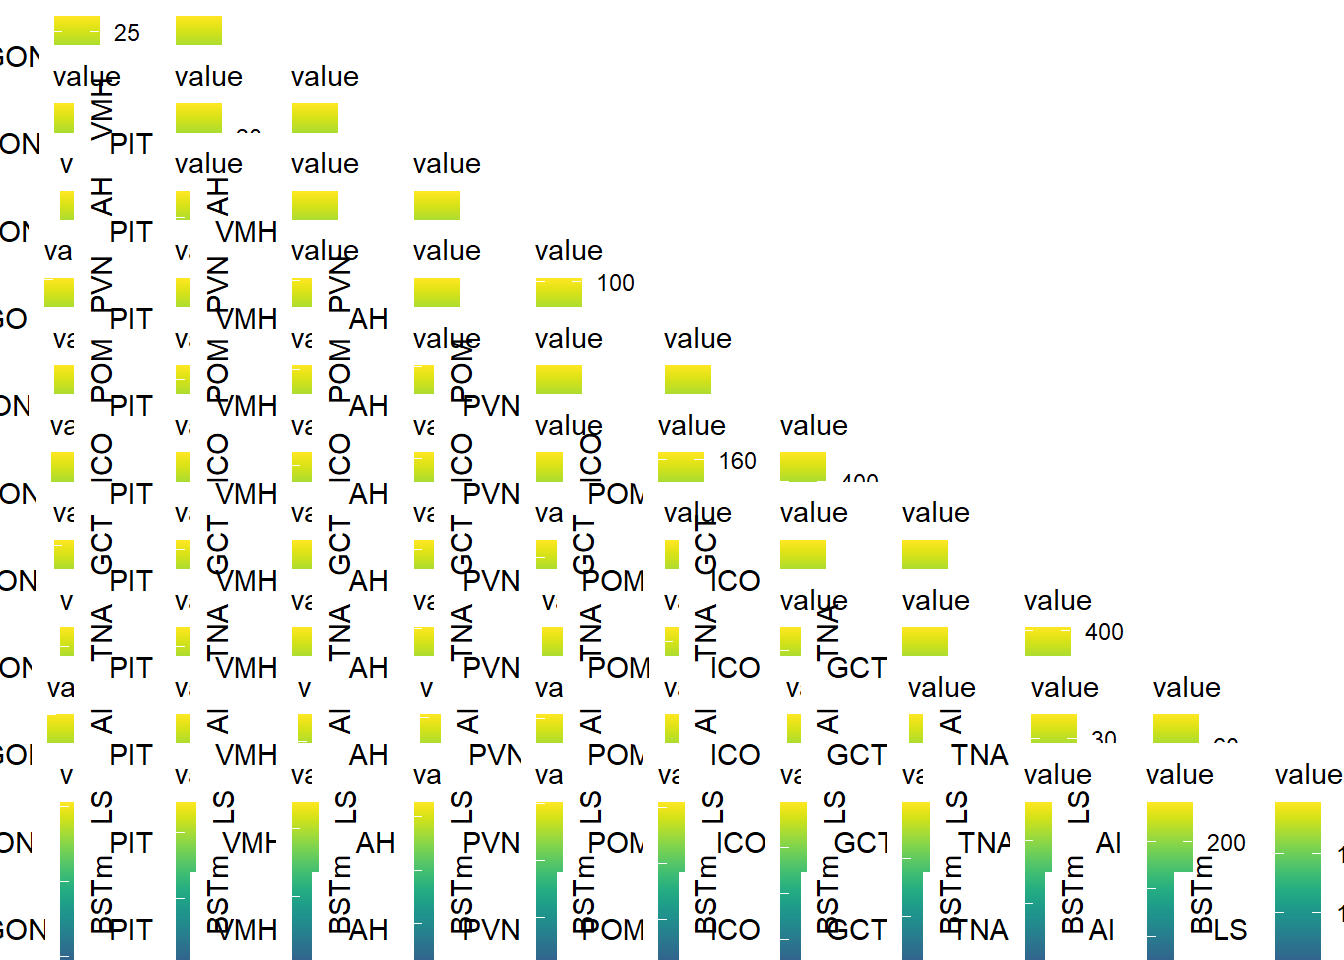 25
GON
value
VMH
value value
ON PIT
v AH
value AH
value value
ON PIT VMH
va PVN
va PVN
value PVN
value value 100
GO PIT VMH AH
va POM
va POM
va POM
value POM
value value
ON PIT VMH AH PVN
va ICO
va ICO
va ICO
va ICO
value ICO
value 160 value 400
ON PIT VMH AH PVN POM
va GCT
va GCT
va GCT
va GCT
va GCT
value GCT
value value
ON PIT VMH AH PVN POM ICO
v TNA
va TNA
va TNA
va TNA
v TNA
va TNA
value TNA
value value 400
ON PIT VMH AH PVN POM ICO GCT
va AI
va AI
v AI
v AI
va AI
va AI
va AI
value AI
value 30 value 60
GON PIT VMH AH PVN POM ICO GCT TNA
v LS
va LS
va LS
va LS
va LS
va LS
va LS
va LS
value LS
value 200 value
ON PIT VMH AH PVN POM ICO GCT TNA AI
BSTm BSTm BSTm BSTm BSTm BSTm BSTm BSTm BSTm BSTm
GON PIT VMH AH PVN POM ICO GCT TNA AI LS